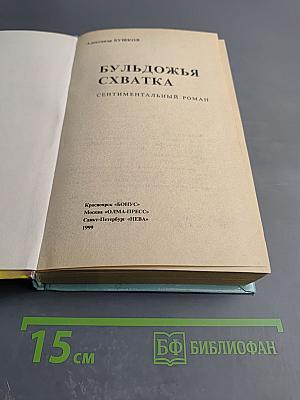 Александр БУШКОВ
БУЛЬДОЖЬЯ
СХВАТКА
СЕНТИМЕНТАЛЬНЫЙ РОМАН
Красноярск «БОНУС»
Москва «ОЛМА-ПРЕСС»
Санкт-Петербург «НЕВА»
1999
15 см
БФ БИБЛИОФАН